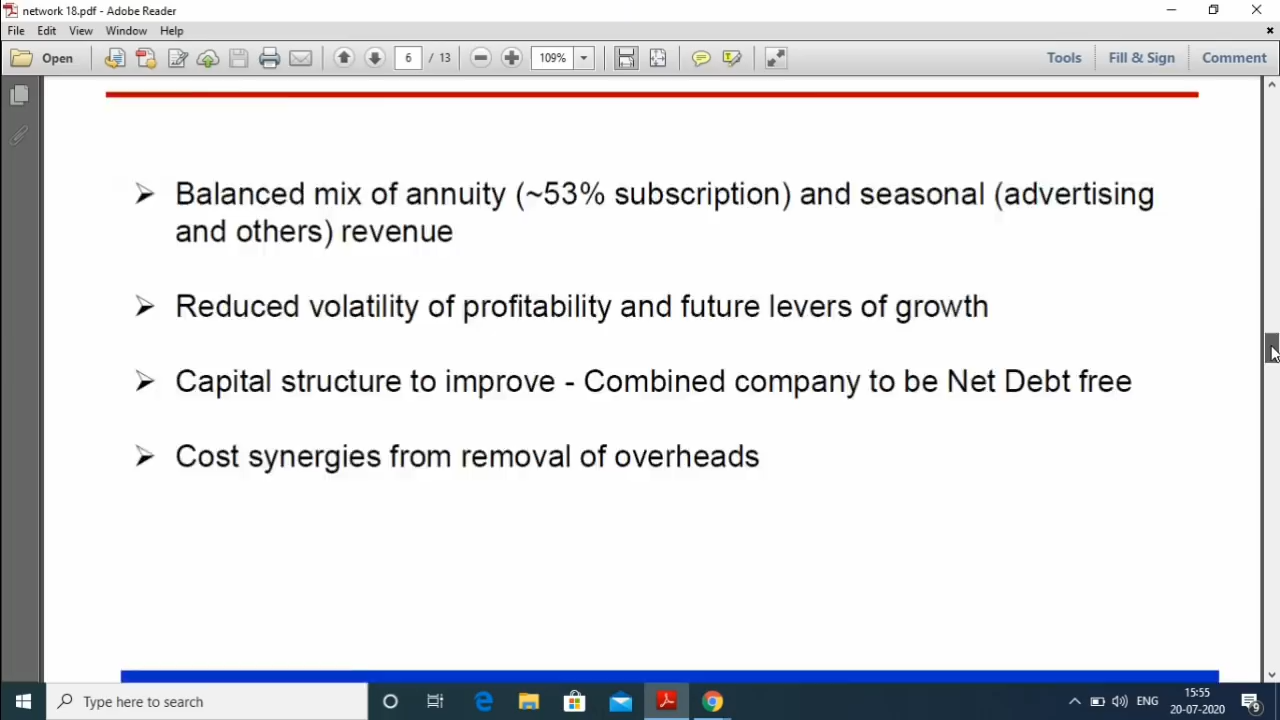 network 18.pdf - Adobe Reader
File Edit View Window Help
Open 6 / 13 109% Tools Fill & Sign Comment
Balanced mix of annuity (~53% subscription) and seasonal (advertising
and others) revenue
Reduced volatility of profitability and future levers of growth
Capital structure to improve - Combined company to be Net Debt free
Cost synergies from removal of overheads
Type here to search
ENG
15:55
20-07-2020
9